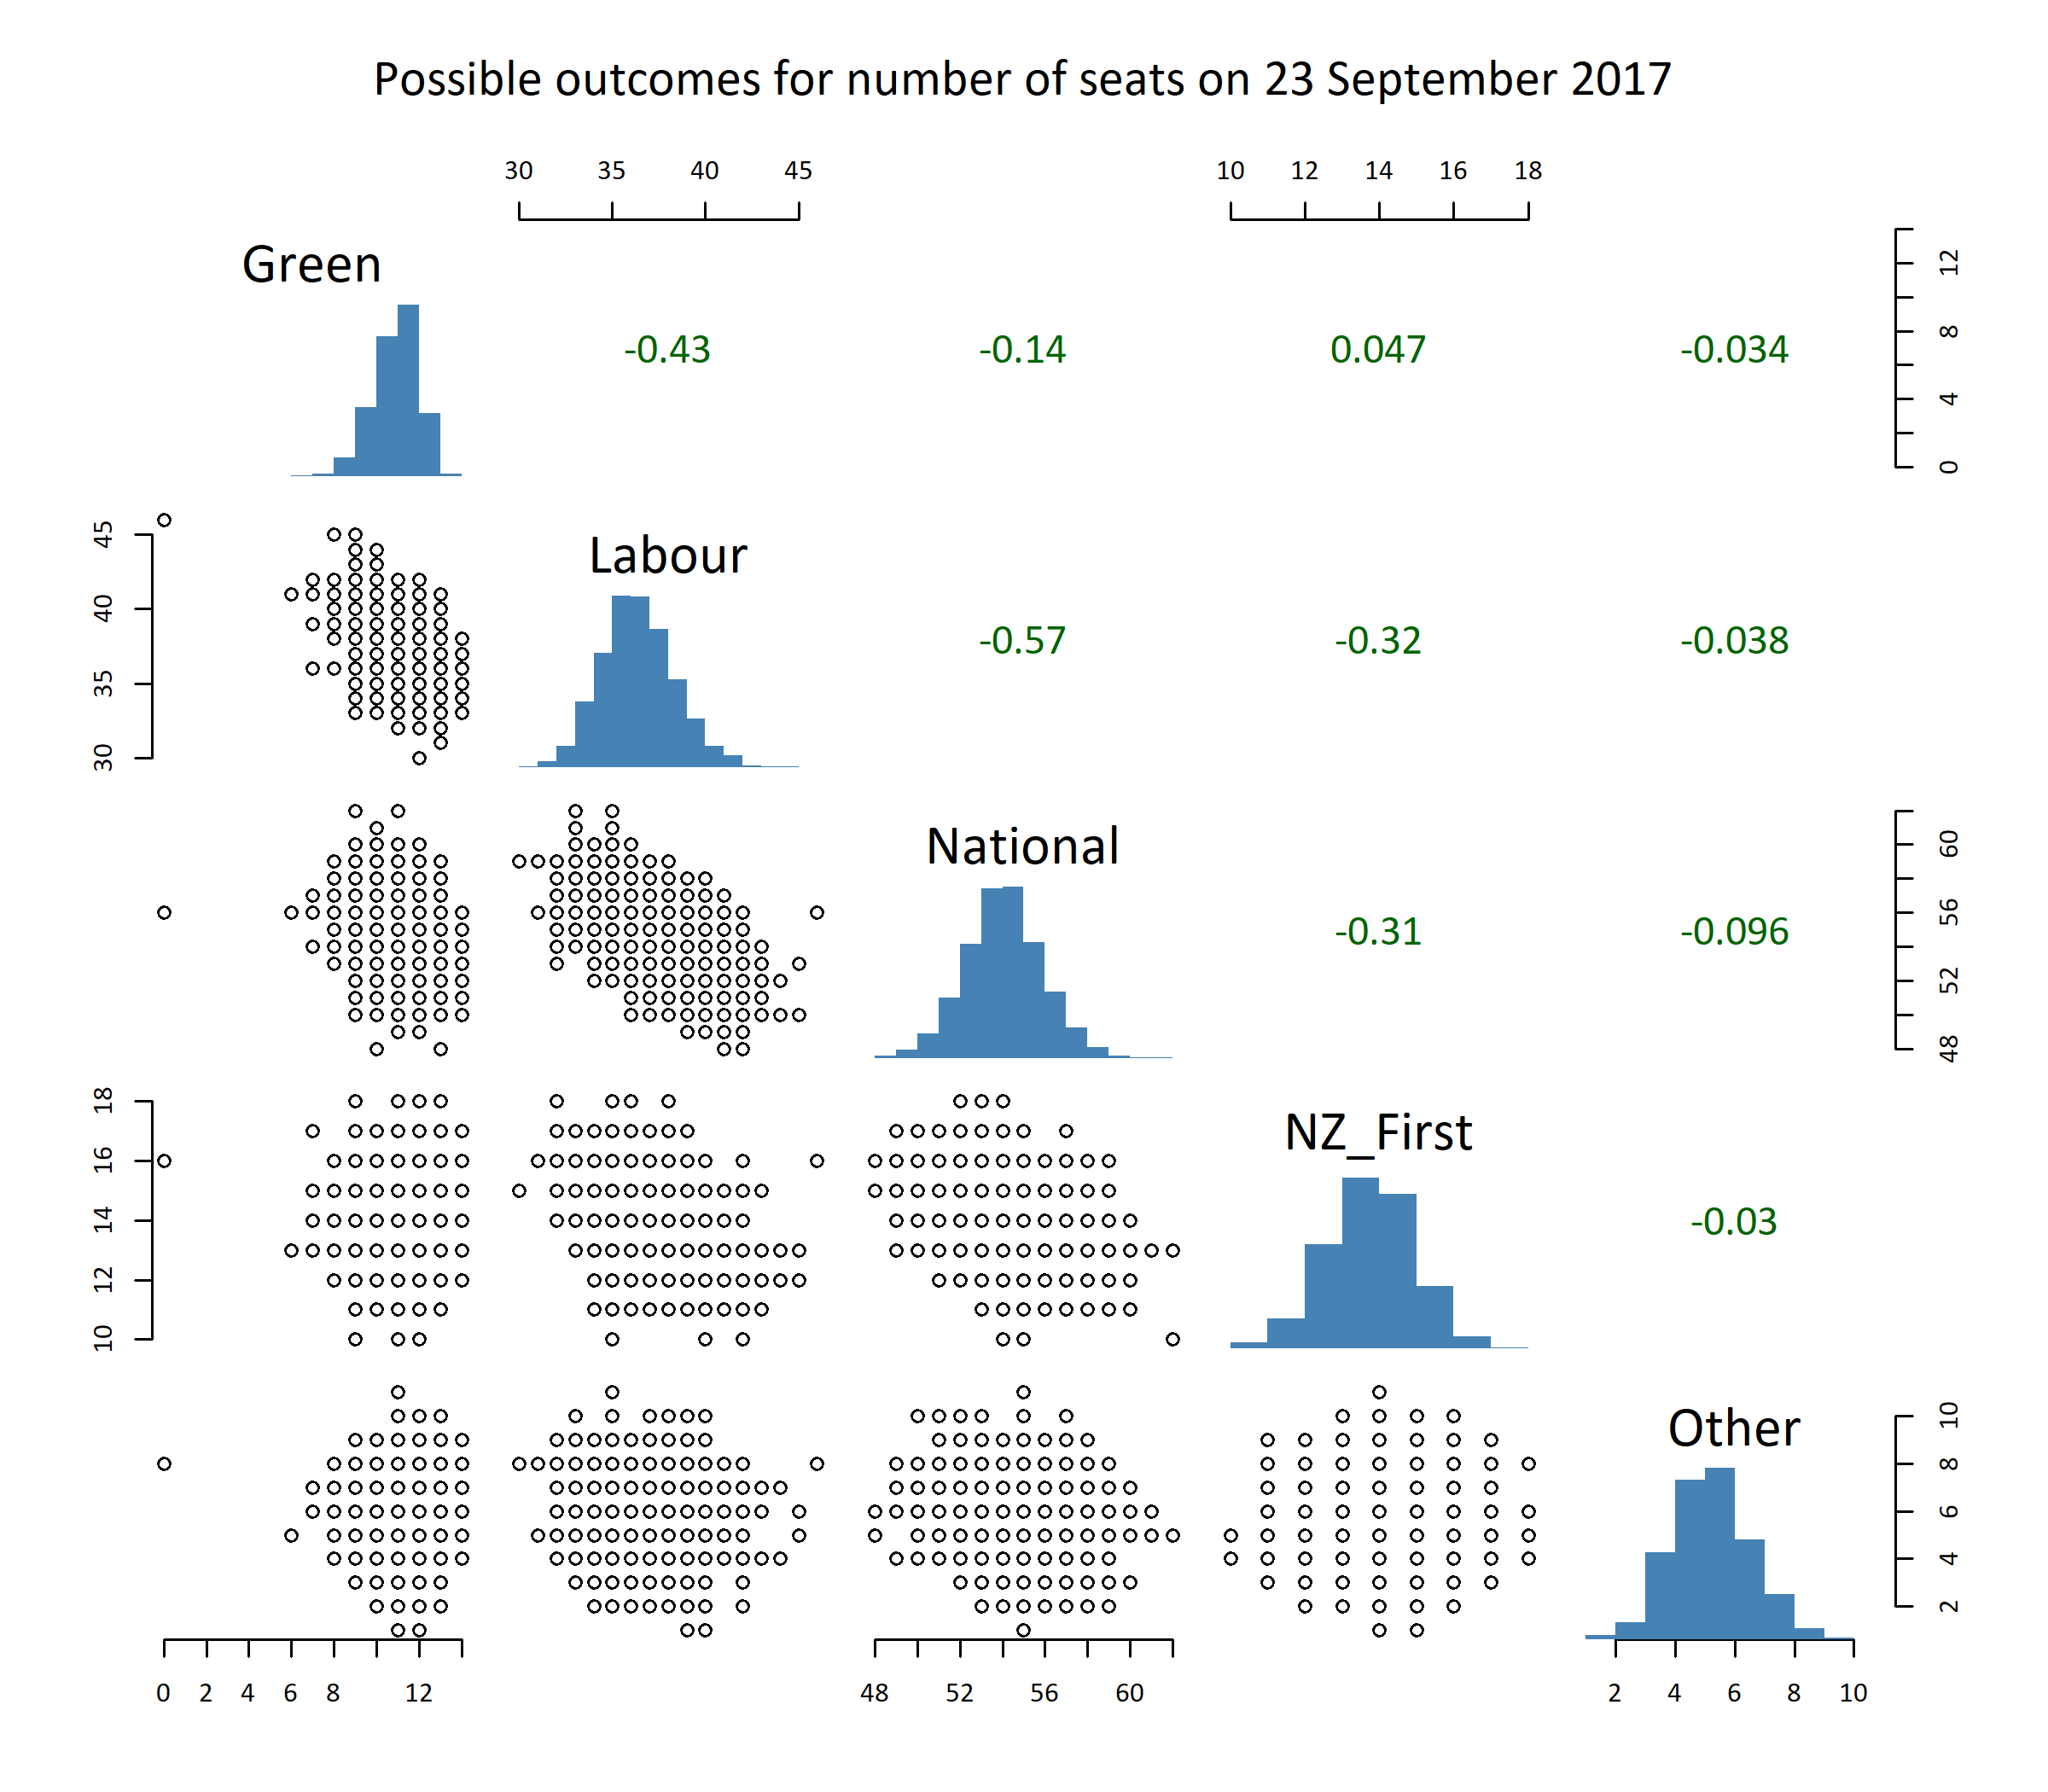 Possible outcomes for number of seats on 23 September 2017
30 35 40 45
10 12 14 16 18
Green
-0.43
-0.14
0.047
-0.034
0 4 8 12
30 35 40 45
Labour
-0.57
-0.32
-0.038
National
-0.31
-0.096
48 52 56 60
10 12 14 16 18
NZ_First
-0.03
Other
2 4 6 8 10
0 2 4 6 8 12
48 52 56 60
2 4 6 8 10